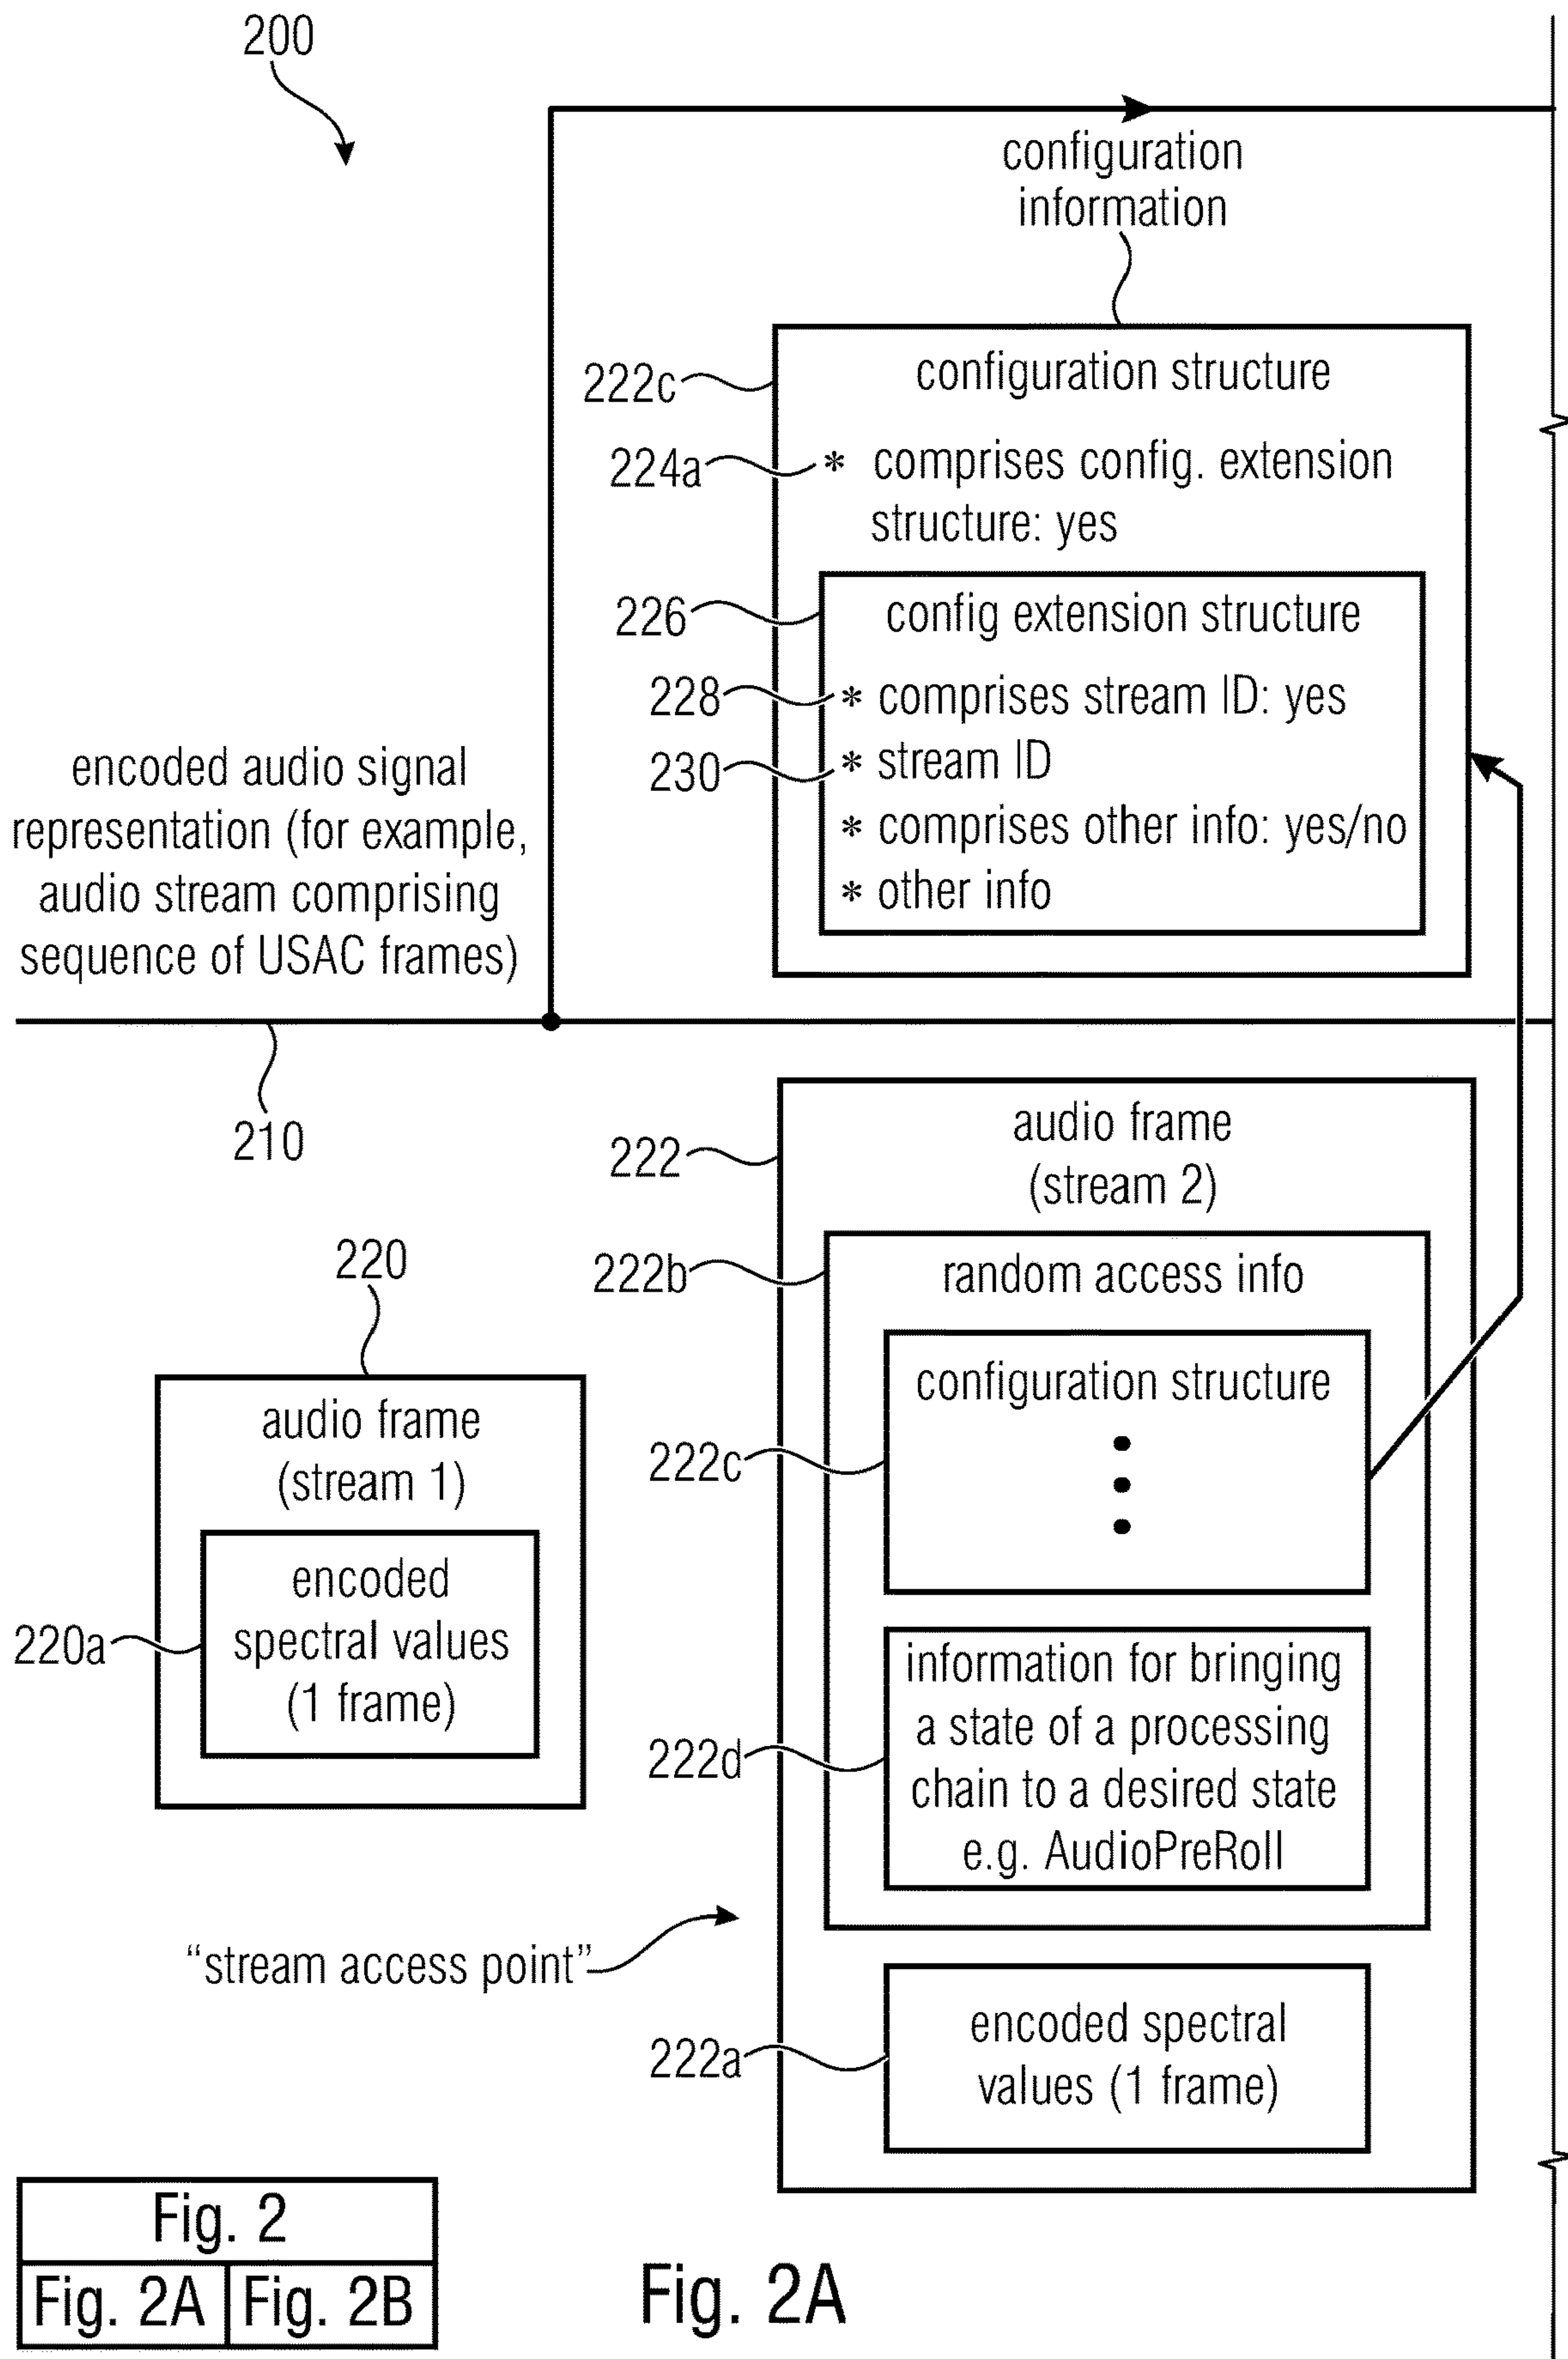 200
configuration
information
222c
configuration structure
224a
* comprises config. extension
structure: yes
226
config extension structure
228
* comprises stream ID: yes
230
* stream ID
* comprises other info: yes/no
* other info
encoded audio signal
representation (for example,
audio stream comprising
sequence of USAC frames)
210
222
audio frame
(stream 2)
222b
random access info
222c
configuration structure
220
audio frame
(stream 1)
220a
encoded
spectral values
(1 frame)
222d
information for bringing
a state of a processing
chain to a desired state
e.g. AudioPreRoll
“stream access point”
222a
encoded spectral
values (1 frame)
Fig. 2
Fig. 2A
Fig. 2B
Fig. 2A